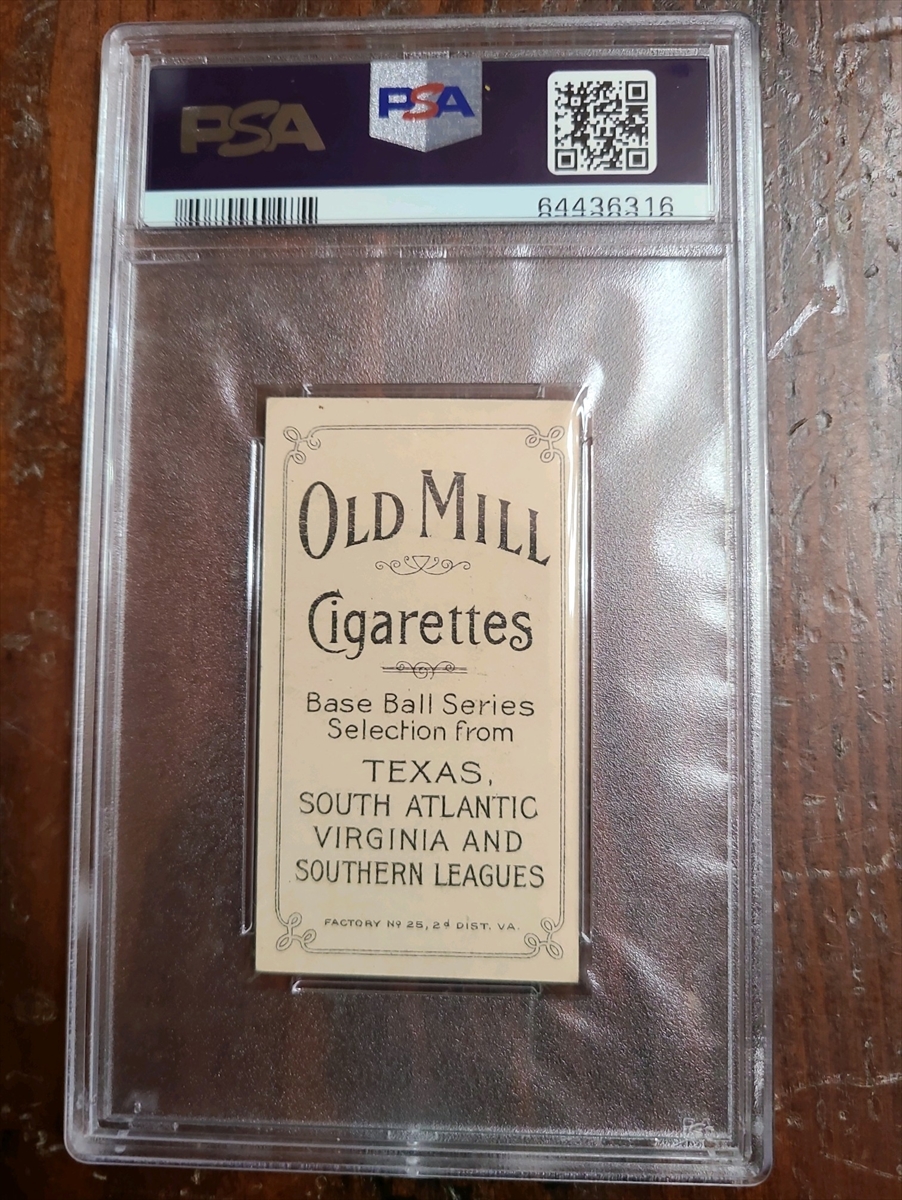 PSA
PSA
64436316
OLD MILL
Cigarettes
Base Ball Series
Selection from
TEXAS,
SOUTH ATLANTIC
VIRGINIA AND
SOUTHERN LEAGUES
FACTORY Nº 25, 2d DIST. VA.